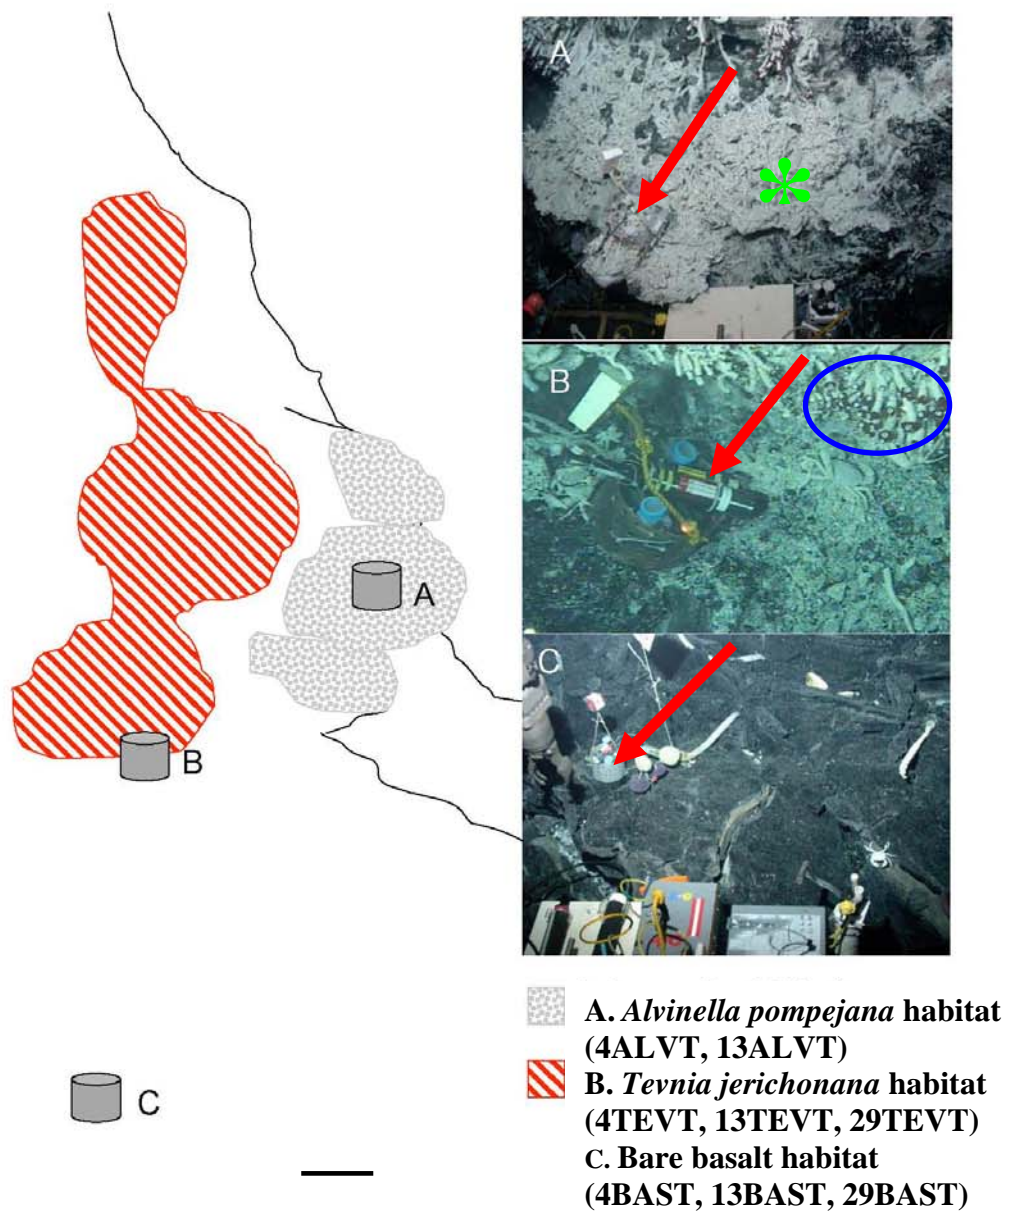 A
B
C
A
B
C
A. Alvinella pompejana habitat
(4ALVT, 13ALVT)
B. Tevnia jerichonana habitat
(4TEVT, 13TEVT, 29TEVT)
C. Bare basalt habitat
(4BAST, 13BAST, 29BAST)